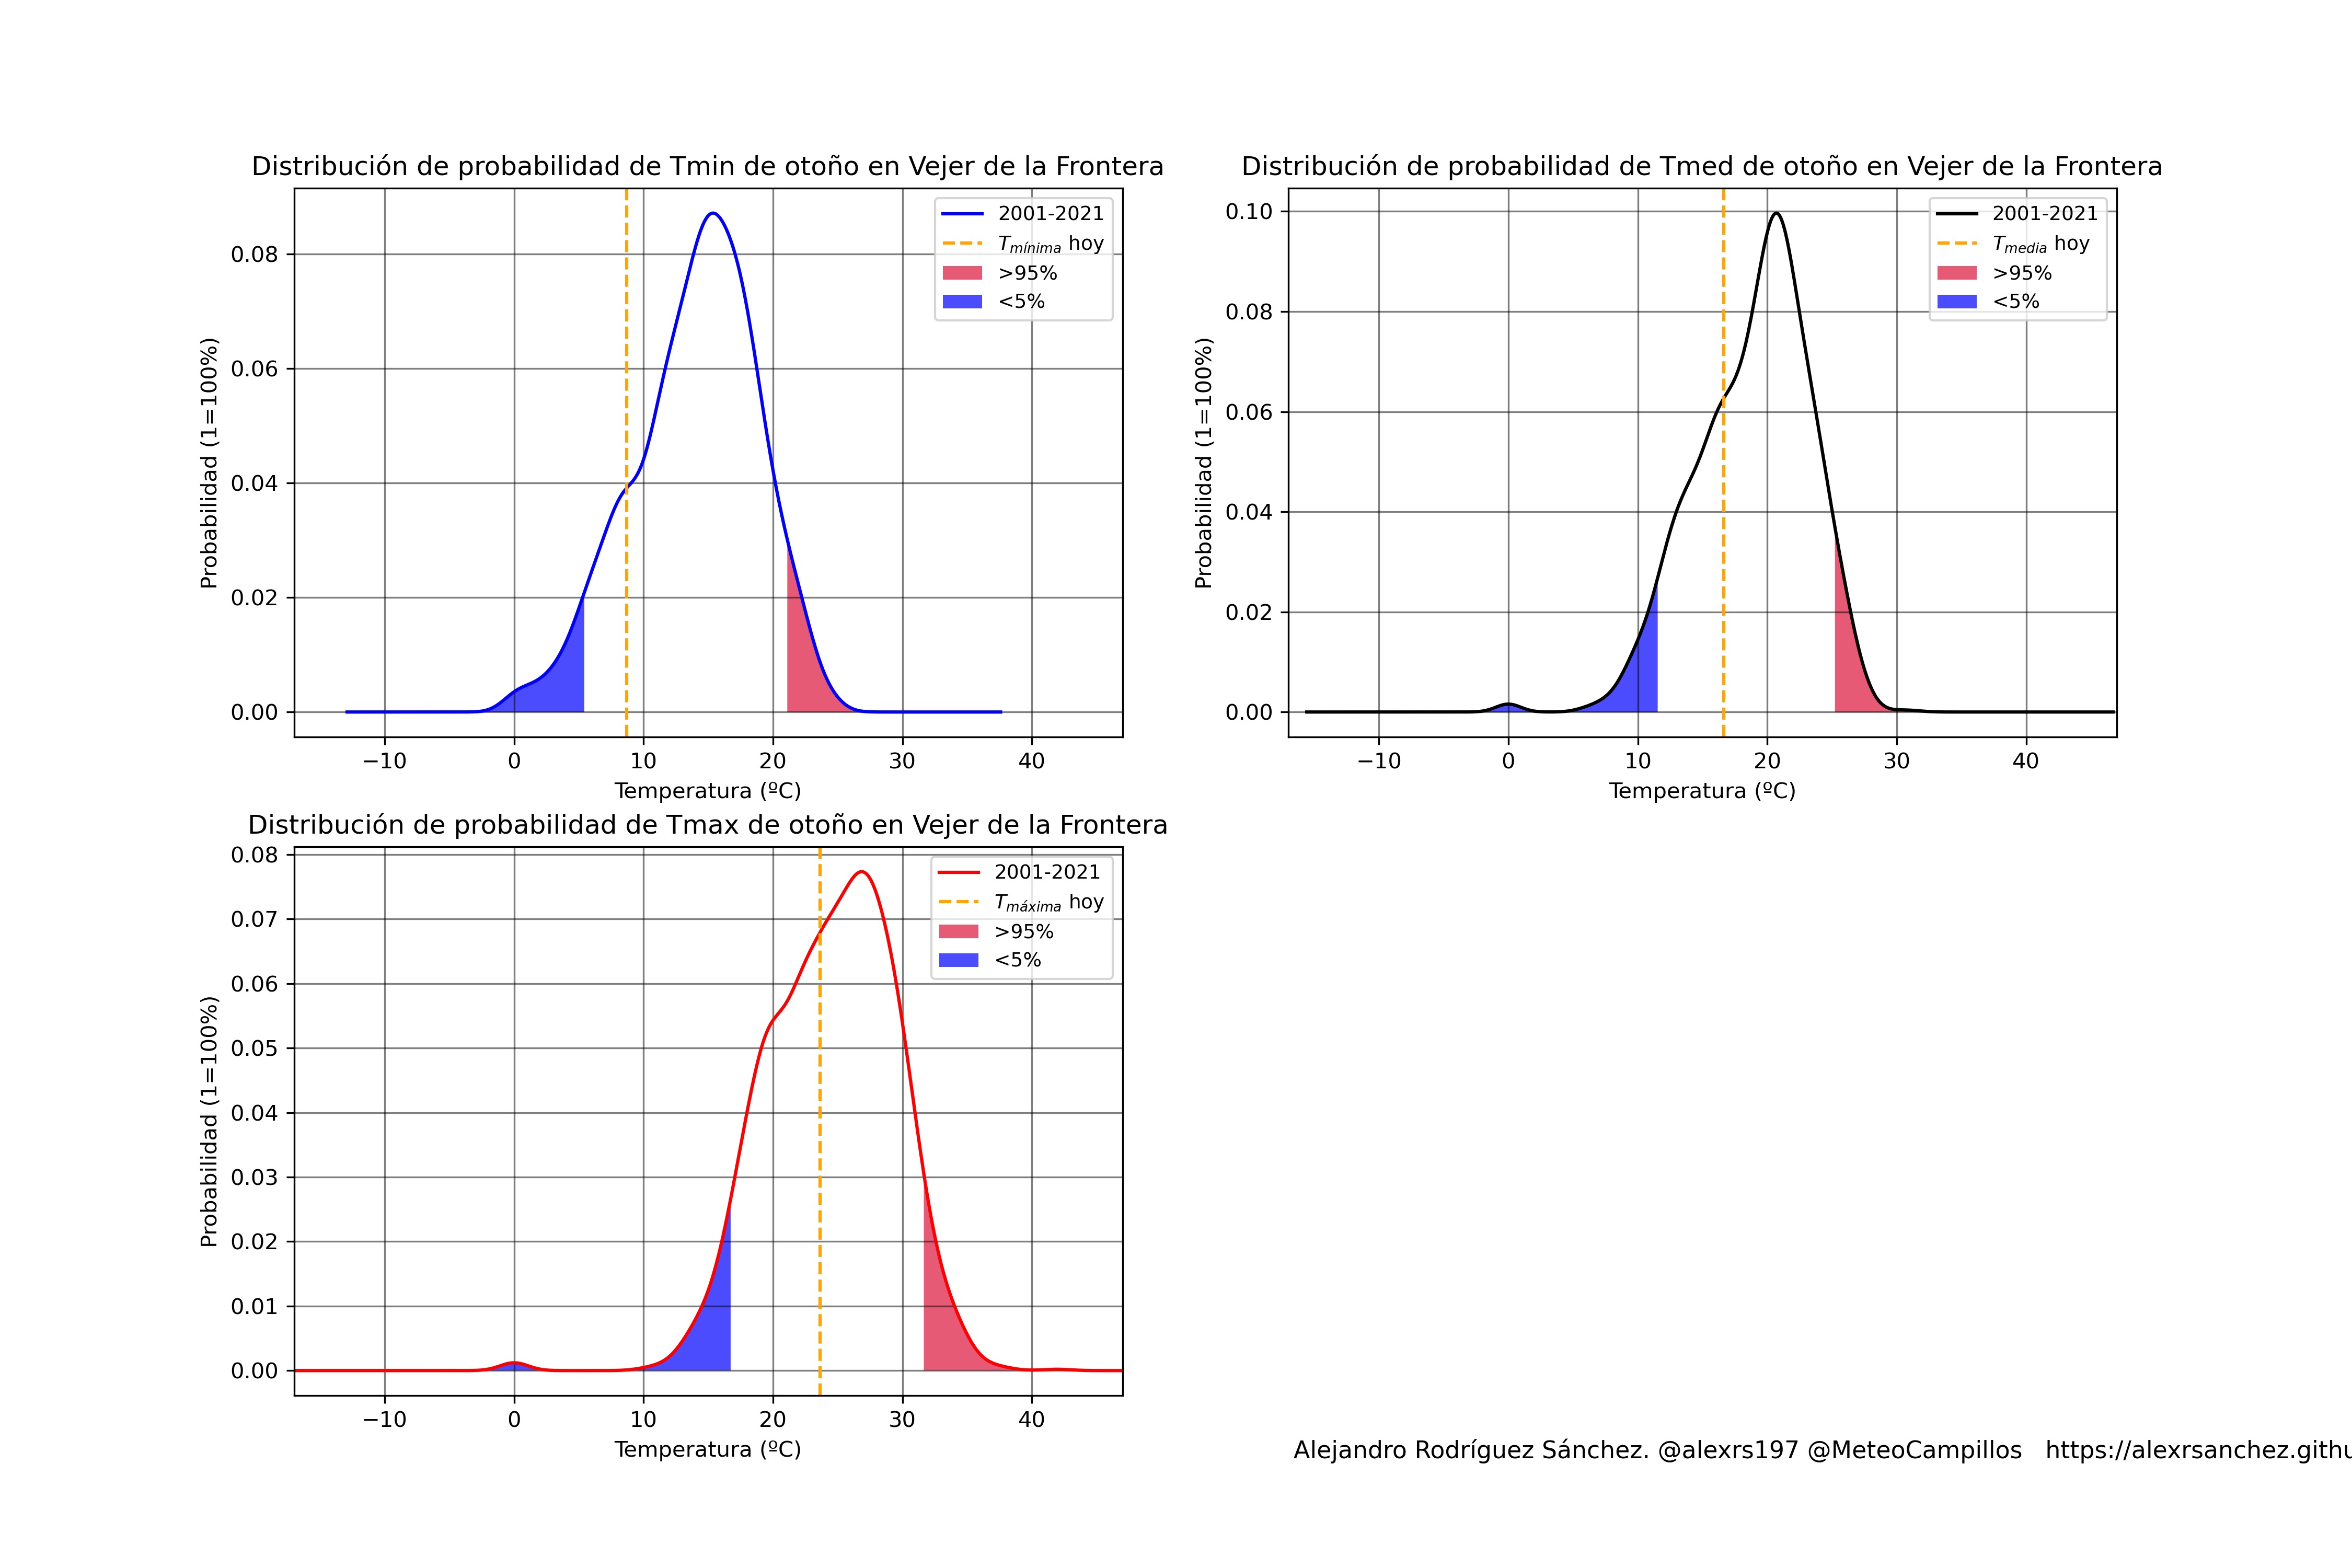 Distribución de probabilidad de Tmin de otoño en Vejer de la Frontera
Probabilidad (1=100%)
0.08
0.06
0.04
0.02
0.00
−10 0 10 20 30 40
Temperatura (ºC)
2001-2021
Tmínima hoy
>95%
<5%
Distribución de probabilidad de Tmed de otoño en Vejer de la Frontera
Probabilidad (1=100%)
0.10
0.08
0.06
0.04
0.02
0.00
−10 0 10 20 30 40
Temperatura (ºC)
2001-2021
Tmedia hoy
>95%
<5%
Distribución de probabilidad de Tmax de otoño en Vejer de la Frontera
Probabilidad (1=100%)
0.08
0.07
0.06
0.05
0.04
0.03
0.02
0.01
0.00
−10 0 10 20 30 40
Temperatura (ºC)
2001-2021
Tmáxima hoy
>95%
<5%
Alejandro Rodríguez Sánchez. @alexrs197 @MeteoCampillos https://alexrsanchez.githu